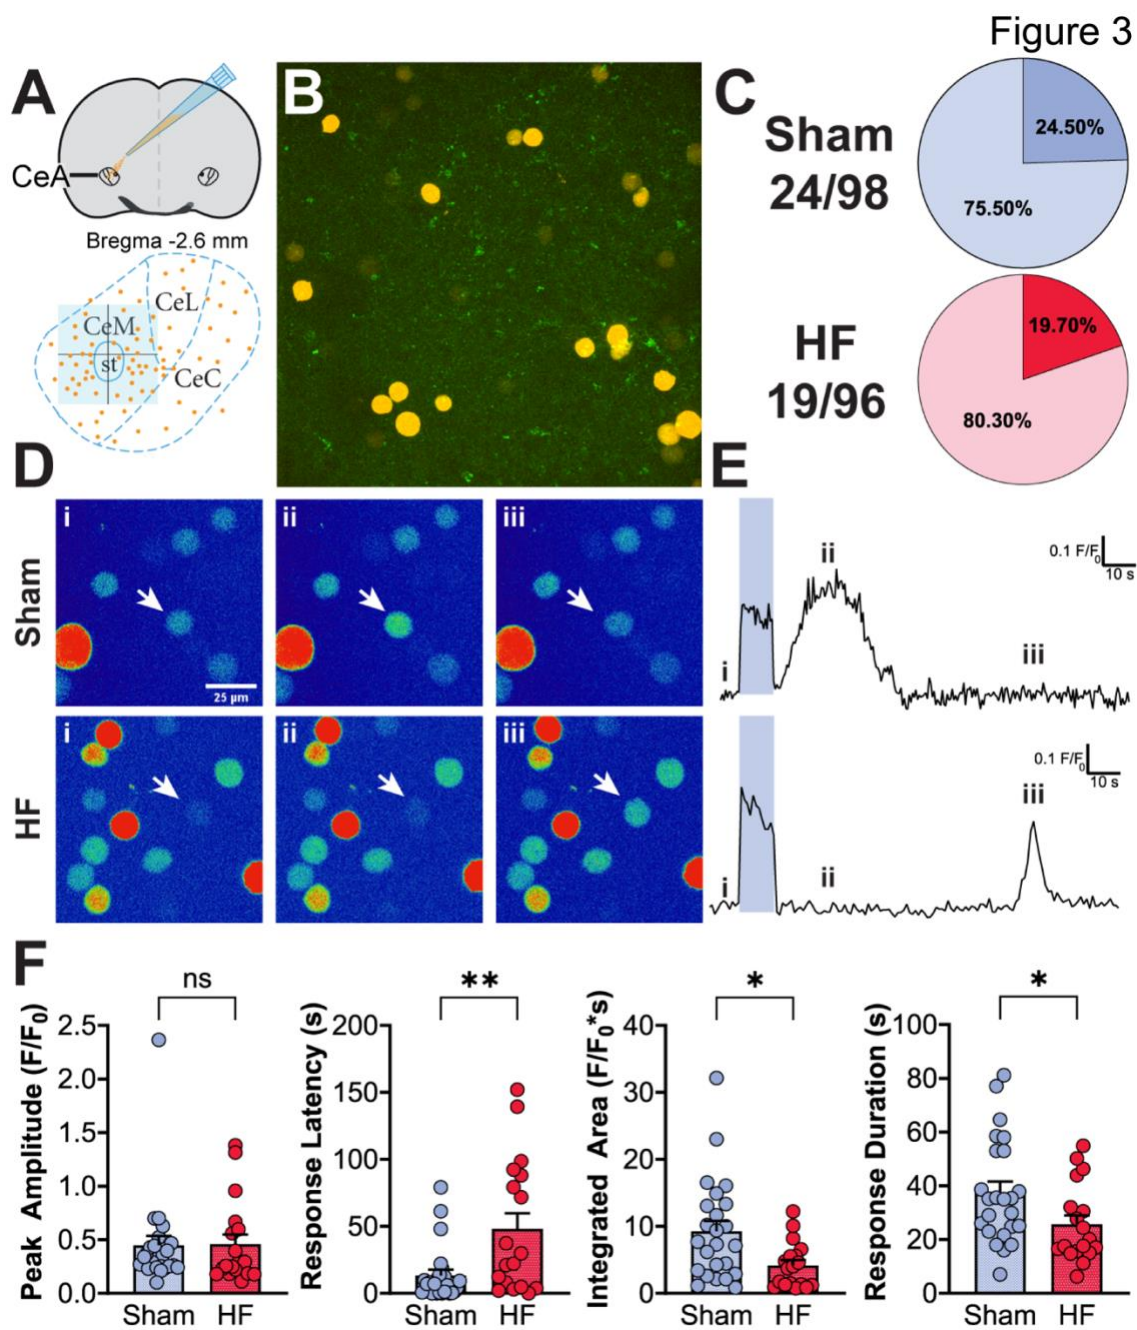 Figure 3
A
CeA
Bregma -2.6 mm
CeL
CeM
st
CeC
B
C
Sham
24/98
24.50%
75.50%
HF
19/96
19.70%
80.30%
D
Sham
i
ii
iii
25 µm
HF
i
ii
iii
E
i
ii
iii
0.1 F/F0
10 s
i
ii
iii
0.1 F/F0
10 s
F
Peak Amplitude (F/F0)
2.5
2.0
1.5
1.0
0.5
0.0
ns
Sham HF
Response Latency (s)
200
150
100
50
0
**
Sham HF
Integrated Area (F/F0*s)
40
30
20
10
0
*
Sham HF
Response Duration (s)
100
80
60
40
20
0
*
Sham HF